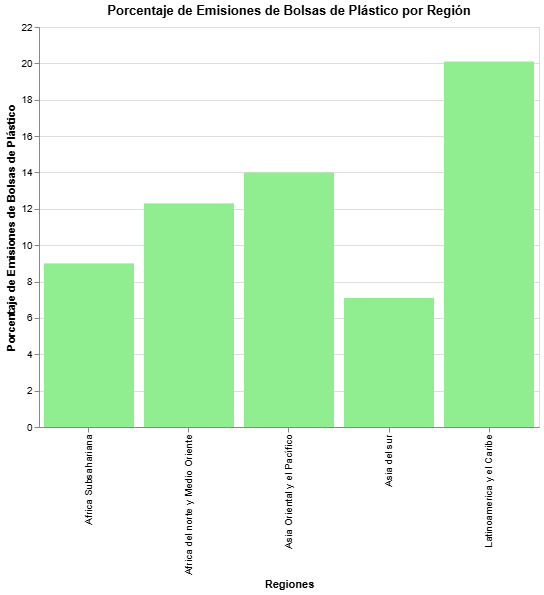 Porcentaje de Emisiones de Bolsas de Plástico por Región
Porcentaje de Emisiones de Bolsas de Plástico
22
20
18
16
14
12
10
8
6
4
2
0
Africa Subsahariana
Africa del norte y Medio Oriente
Asia Oriental y el Pacífico
Asia del sur
Latinoamerica y el Caribe
Regiones